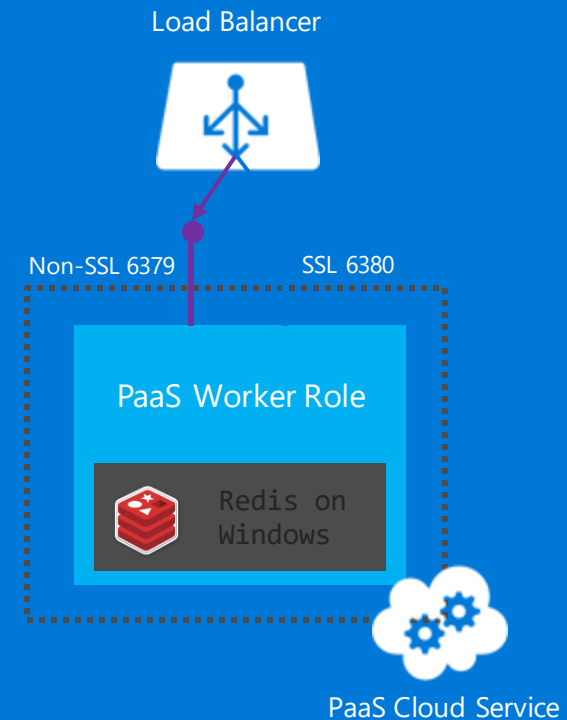 Load Balancer
Non-SSL 6379
SSL 6380
PaaS Worker Role
Redis on
Windows
PaaS Cloud Service